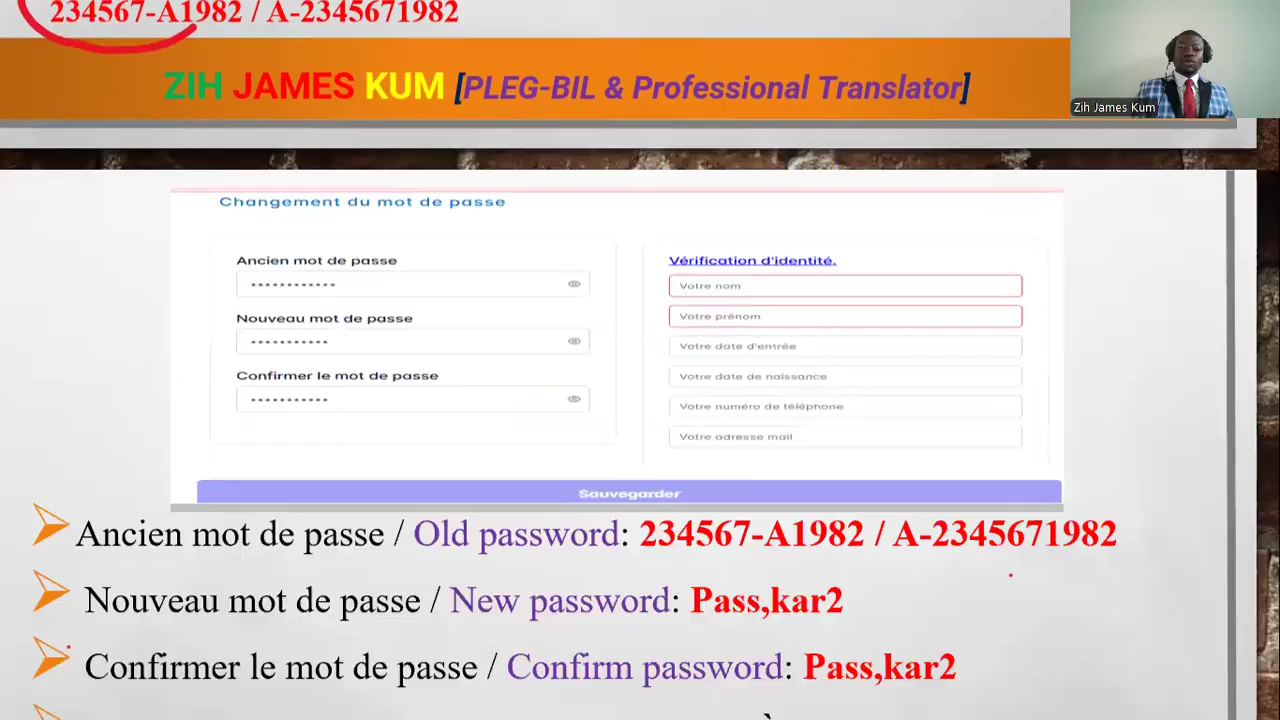 234567-A1982 / A-2345671982
ZIH JAMES KUM [PLEG-BIL & Professional Translator]
Zih James Kum
Changement du mot de passe
Ancien mot de passe
Nouveau mot de passe
Confirmer le mot de passe
Vérification d'identité.
Votre nom
Votre prénom
Votre date d'entrée
Votre date de naissance
Votre numéro de téléphone
Votre adresse mail
Sauvegarder
Ancien mot de passe / Old password: 234567-A1982 / A-2345671982
Nouveau mot de passe / New password: Pass,kar2
Confirmer le mot de passe / Confirm password: Pass,kar2